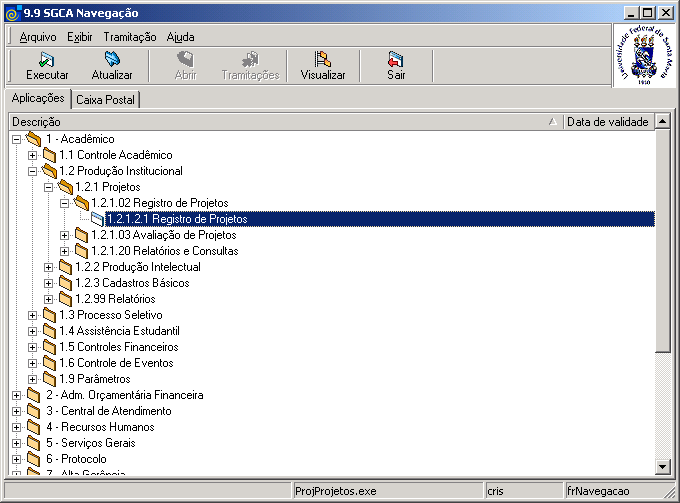 9.9 SGCA Navegação
Arquivo Exibir Tramitação Ajuda
Universidade Federal de Santa Maria
1960
Executar Atualizar Abrir Tramitações Visualizar Sair
Aplicações Caixa Postal
Descrição Data de validade
1 - Acadêmico
1.1 Controle Acadêmico
1.2 Produção Institucional
1.2.1 Projetos
1.2.1.02 Registro de Projetos
1.2.1.2.1 Registro de Projetos
1.2.1.03 Avaliação de Projetos
1.2.1.20 Relatórios e Consultas
1.2.2 Produção Intelectual
1.2.3 Cadastros Básicos
1.2.99 Relatórios
1.3 Processo Seletivo
1.4 Assistência Estudantil
1.5 Controles Financeiros
1.6 Controle de Eventos
1.9 Parâmetros
2 - Adm. Orçamentária Financeira
3 - Central de Atendimento
4 - Recursos Humanos
5 - Serviços Gerais
6 - Protocolo
7 - Alta Gerência
ProjProjetos.exe cris frNavegacao